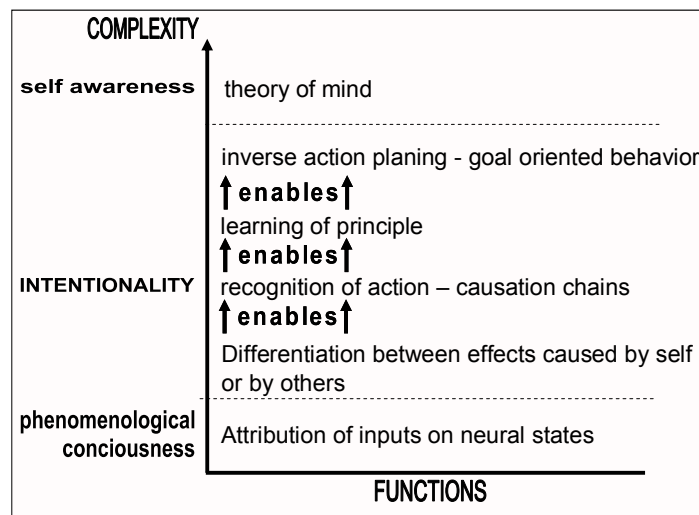 COMPLEXITY
self awareness
theory of mind
inverse action planing - goal oriented behavior
enables
learning of principle
enables
INTENTIONALITY
recognition of action – causation chains
enables
Differentiation between effects caused by self
or by others
phenomenological
conciousness
Attribution of inputs on neural states
FUNCTIONS